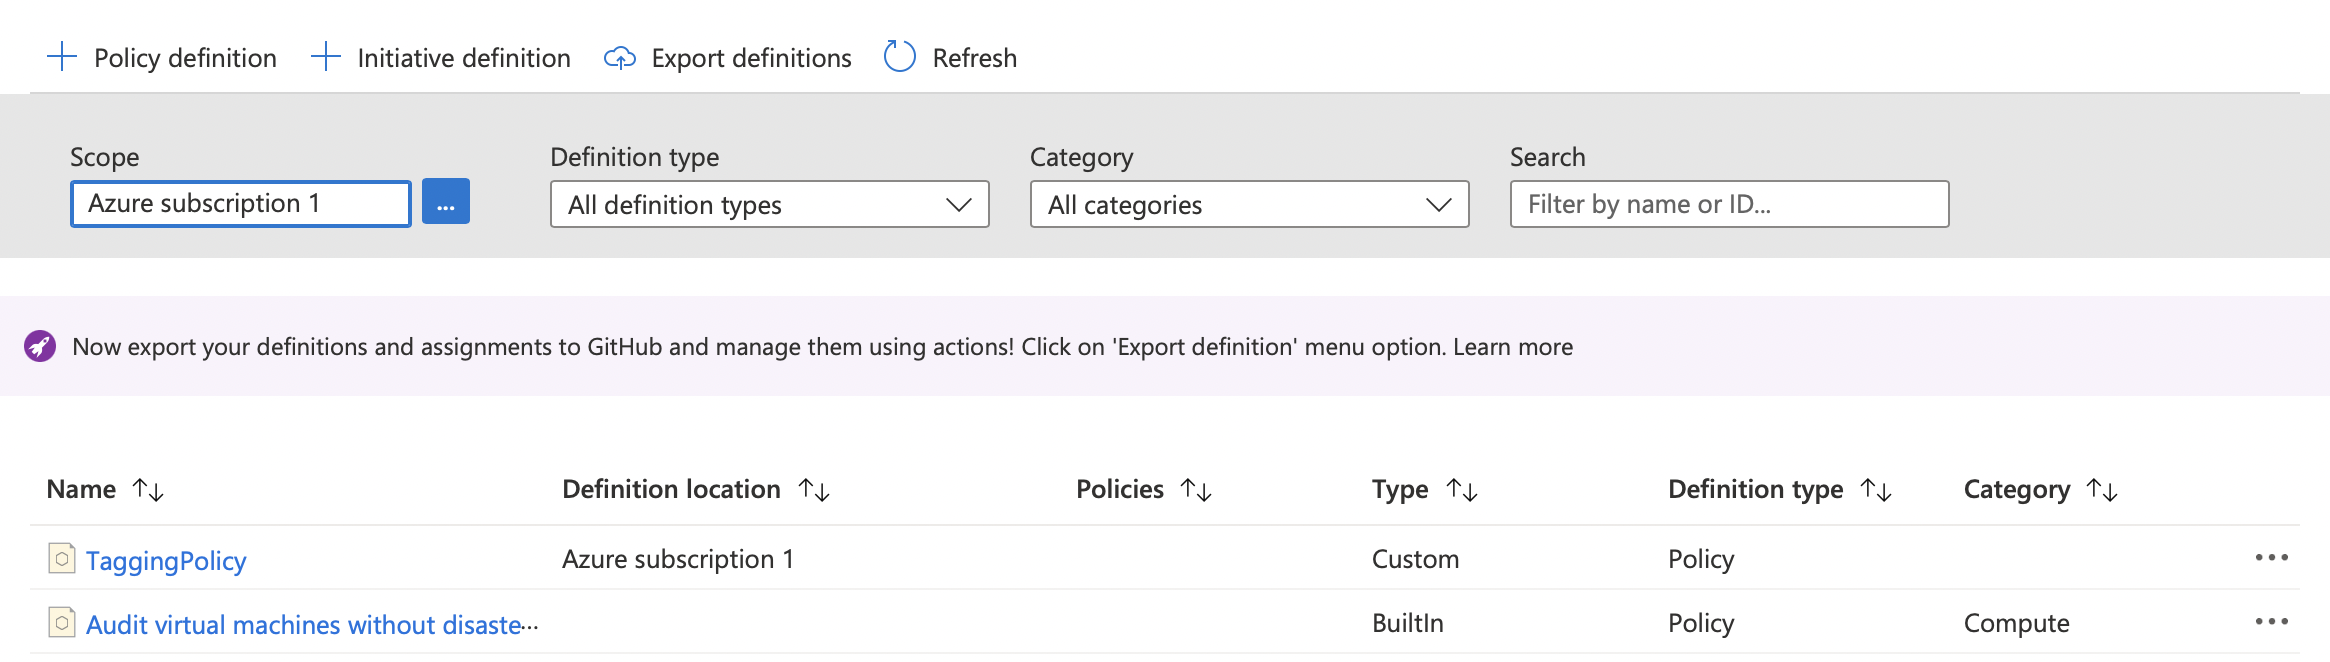 Policy definition Initiative definition Export definitions Refresh
Scope Definition type Category Search
Azure subscription 1 ... All definition types All categories Filter by name or ID...
Now export your definitions and assignments to GitHub and manage them using actions! Click on 'Export definition' menu option. Learn more
Name Definition location Policies Type Definition type Category
TaggingPolicy Azure subscription 1 Custom Policy
Audit virtual machines without disaste... BuiltIn Policy Compute